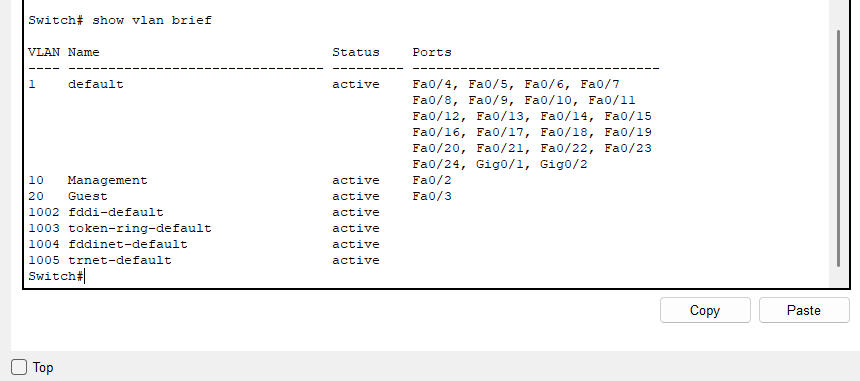 Switch# show vlan brief
VLAN Name                             Status    Ports
---- -------------------------------- --------- -------------------------------
1    default                          active    Fa0/4, Fa0/5, Fa0/6, Fa0/7
                                                Fa0/8, Fa0/9, Fa0/10, Fa0/11
                                                Fa0/12, Fa0/13, Fa0/14, Fa0/15
                                                Fa0/16, Fa0/17, Fa0/18, Fa0/19
                                                Fa0/20, Fa0/21, Fa0/22, Fa0/23
                                                Fa0/24, Gig0/1, Gig0/2
10   Management                       active    Fa0/2
20   Guest                            active    Fa0/3
1002 fddi-default                     active
1003 token-ring-default               active
1004 fddinet-default                  active
1005 trnet-default                    active
Switch#
Copy Paste
Top